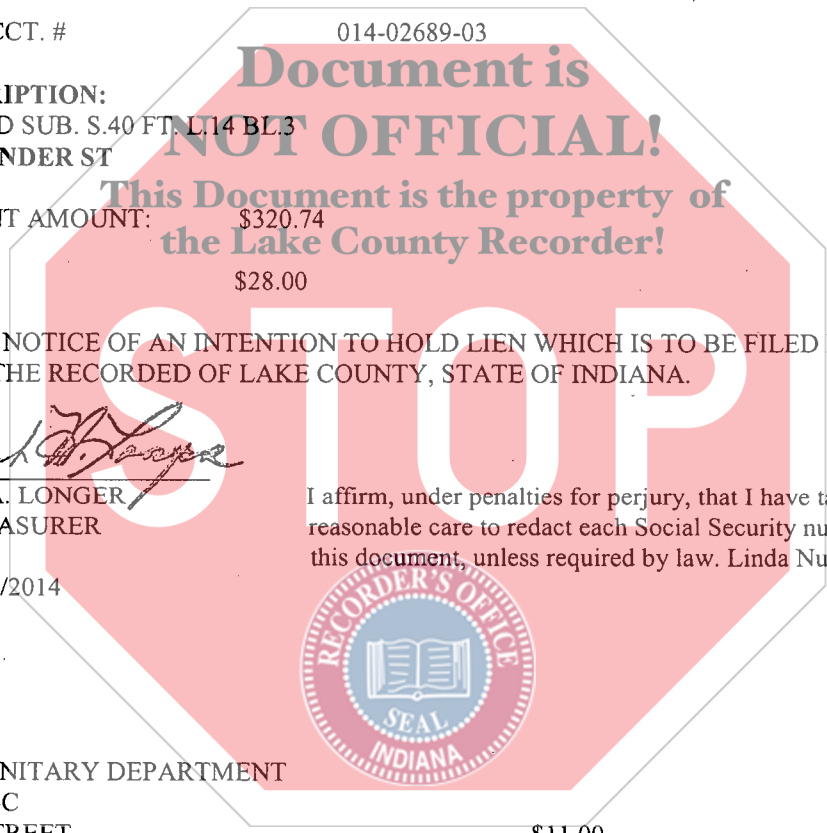 CCT. # 014-02689-03
Document is
RIPTION:
D SUB. S.40 FT. L.14 BL.3
NOT OFFICIAL!
NDER ST
This Document is the property of
NT AMOUNT: $320.74
the Lake County Recorder!
$28.00
STOP
NOTICE OF AN INTENTION TO HOLD LIEN WHICH IS TO BE FILED
THE RECORDED OF LAKE COUNTY, STATE OF INDIANA.
A. LONGER
ASURER
I affirm, under penalties for perjury, that I have ta
reasonable care to redact each Social Security nu
this document, unless required by law. Linda Nu
/2014
RECORDER'S OFFICE
SEAL
INDIANA
NITARY DEPARTMENT
C
TREET $11.00